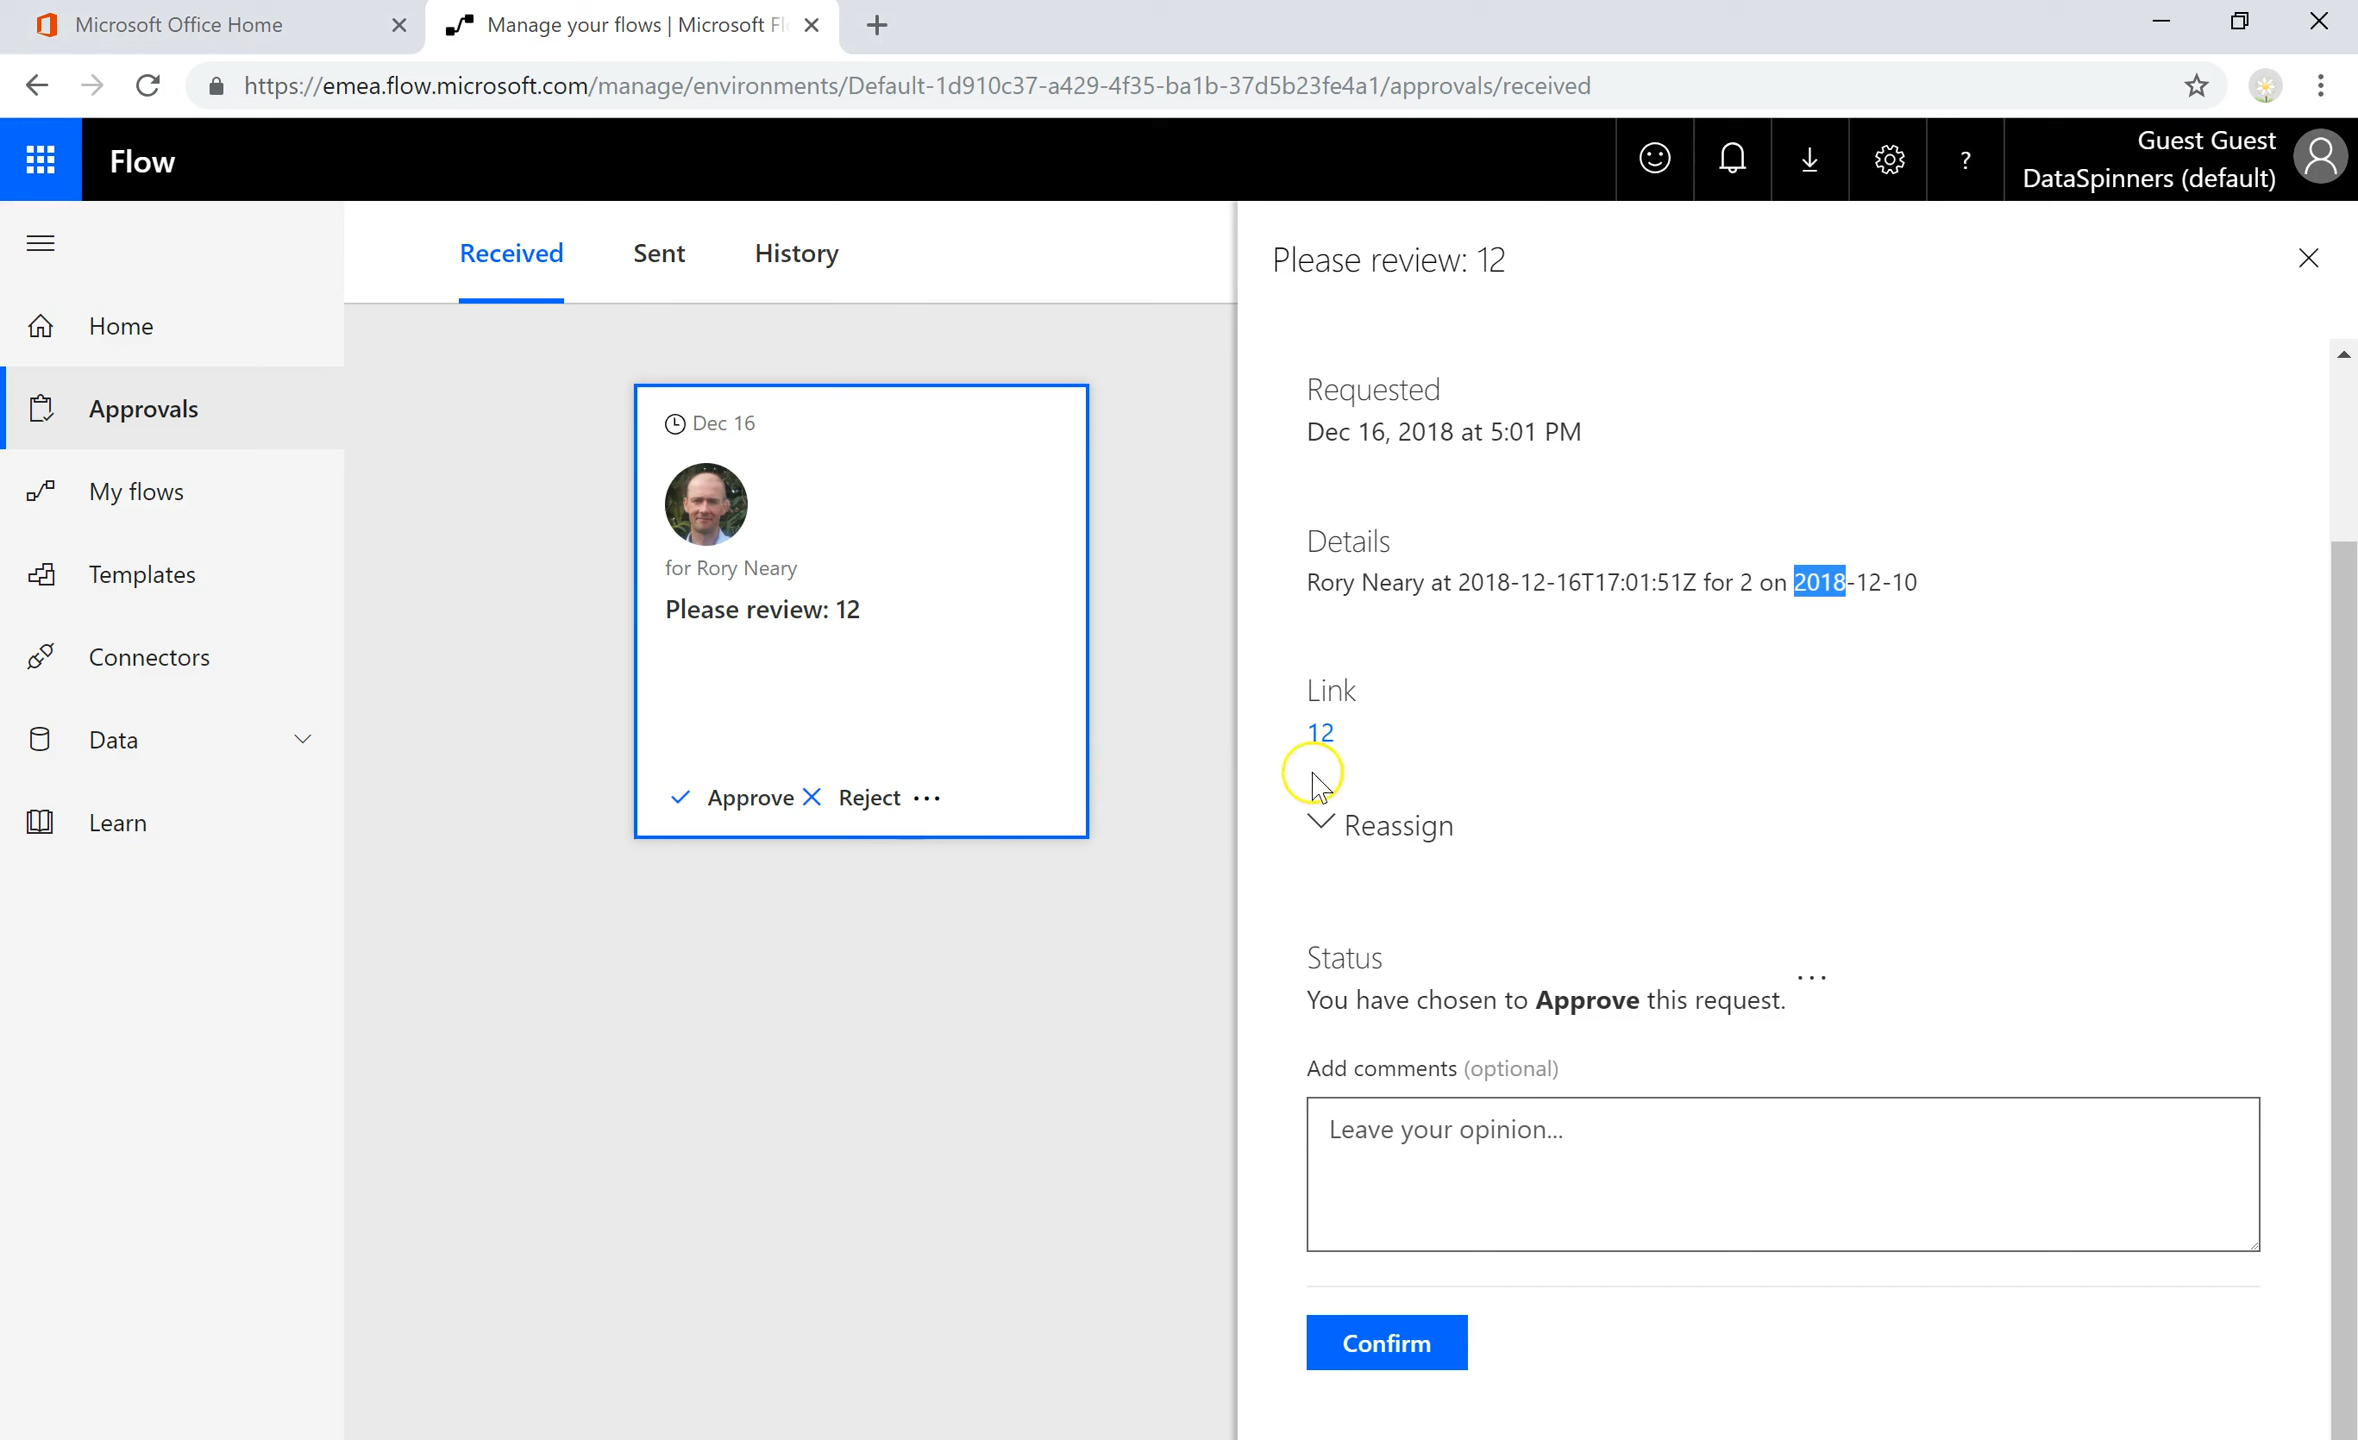 Microsoft Office Home
Manage your flows | Microsoft Fl
https://emea.flow.microsoft.com/manage/environments/Default-1d910c37-a429-4f35-ba1b-37d5b23fe4a1/approvals/received
Flow
?
Guest Guest
DataSpinners (default)
Received Sent History
Please review: 12
Home
Approvals
My flows
Templates
Connectors
Data
Learn
Dec 16
for Rory Neary
Please review: 12
Approve Reject ...
Requested
Dec 16, 2018 at 5:01 PM
Details
Rory Neary at 2018-12-16T17:01:51Z for 2 on 2018-12-10
Link
12
Reassign
Status
You have chosen to Approve this request.
...
Add comments (optional)
Leave your opinion...
Confirm